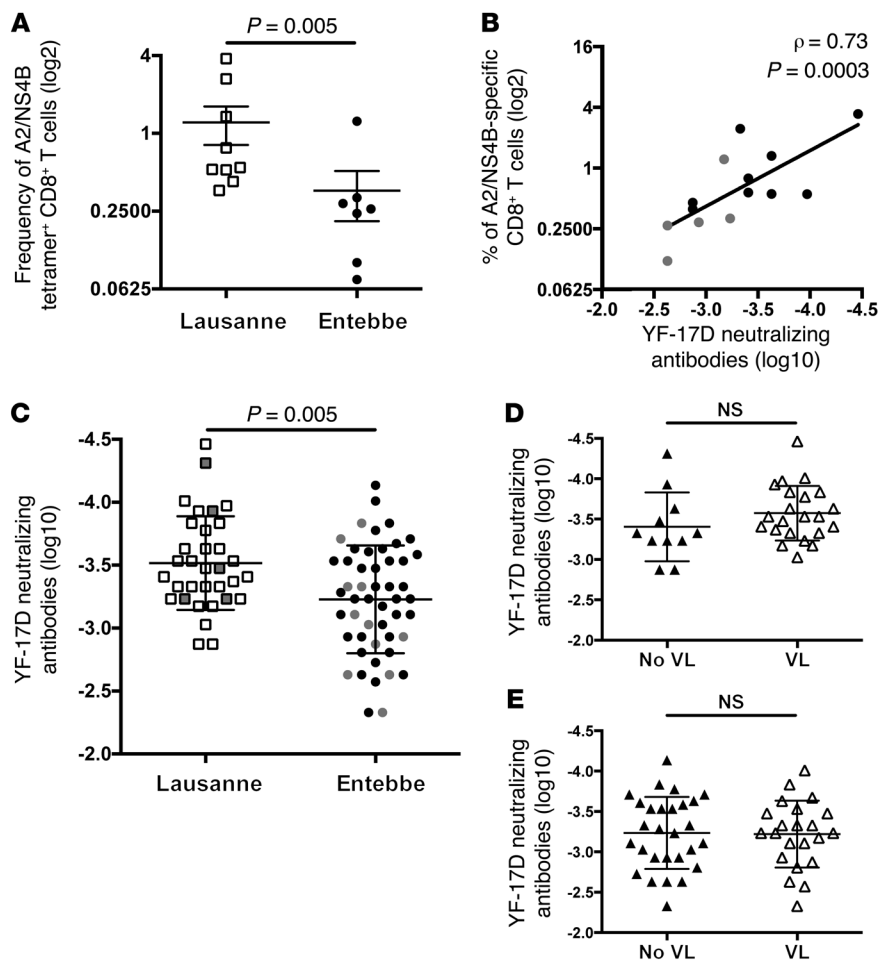 A
P = 0.005
Frequency of A2/NS4B
tetramer⁺ CD8⁺ T cells (log2)
4
1
0.2500
0.0625
Lausanne
Entebbe
B
ρ = 0.73
P = 0.0003
% of A2/NS4B-specific
CD8⁺ T cells (log2)
16
4
1
0.2500
0.0625
-2.0
-2.5
-3.0
-3.5
-4.0
-4.5
YF-17D neutralizing
antibodies (log10)
C
P = 0.005
YF-17D neutralizing
antibodies (log10)
-4.5
-4.0
-3.5
-3.0
-2.5
-2.0
Lausanne
Entebbe
D
NS
YF-17D neutralizing
antibodies (log10)
-4.5
-4.0
-3.5
-3.0
-2.5
-2.0
No VL
VL
E
NS
YF-17D neutralizing
antibodies (log10)
-4.5
-4.0
-3.5
-3.0
-2.5
-2.0
No VL
VL